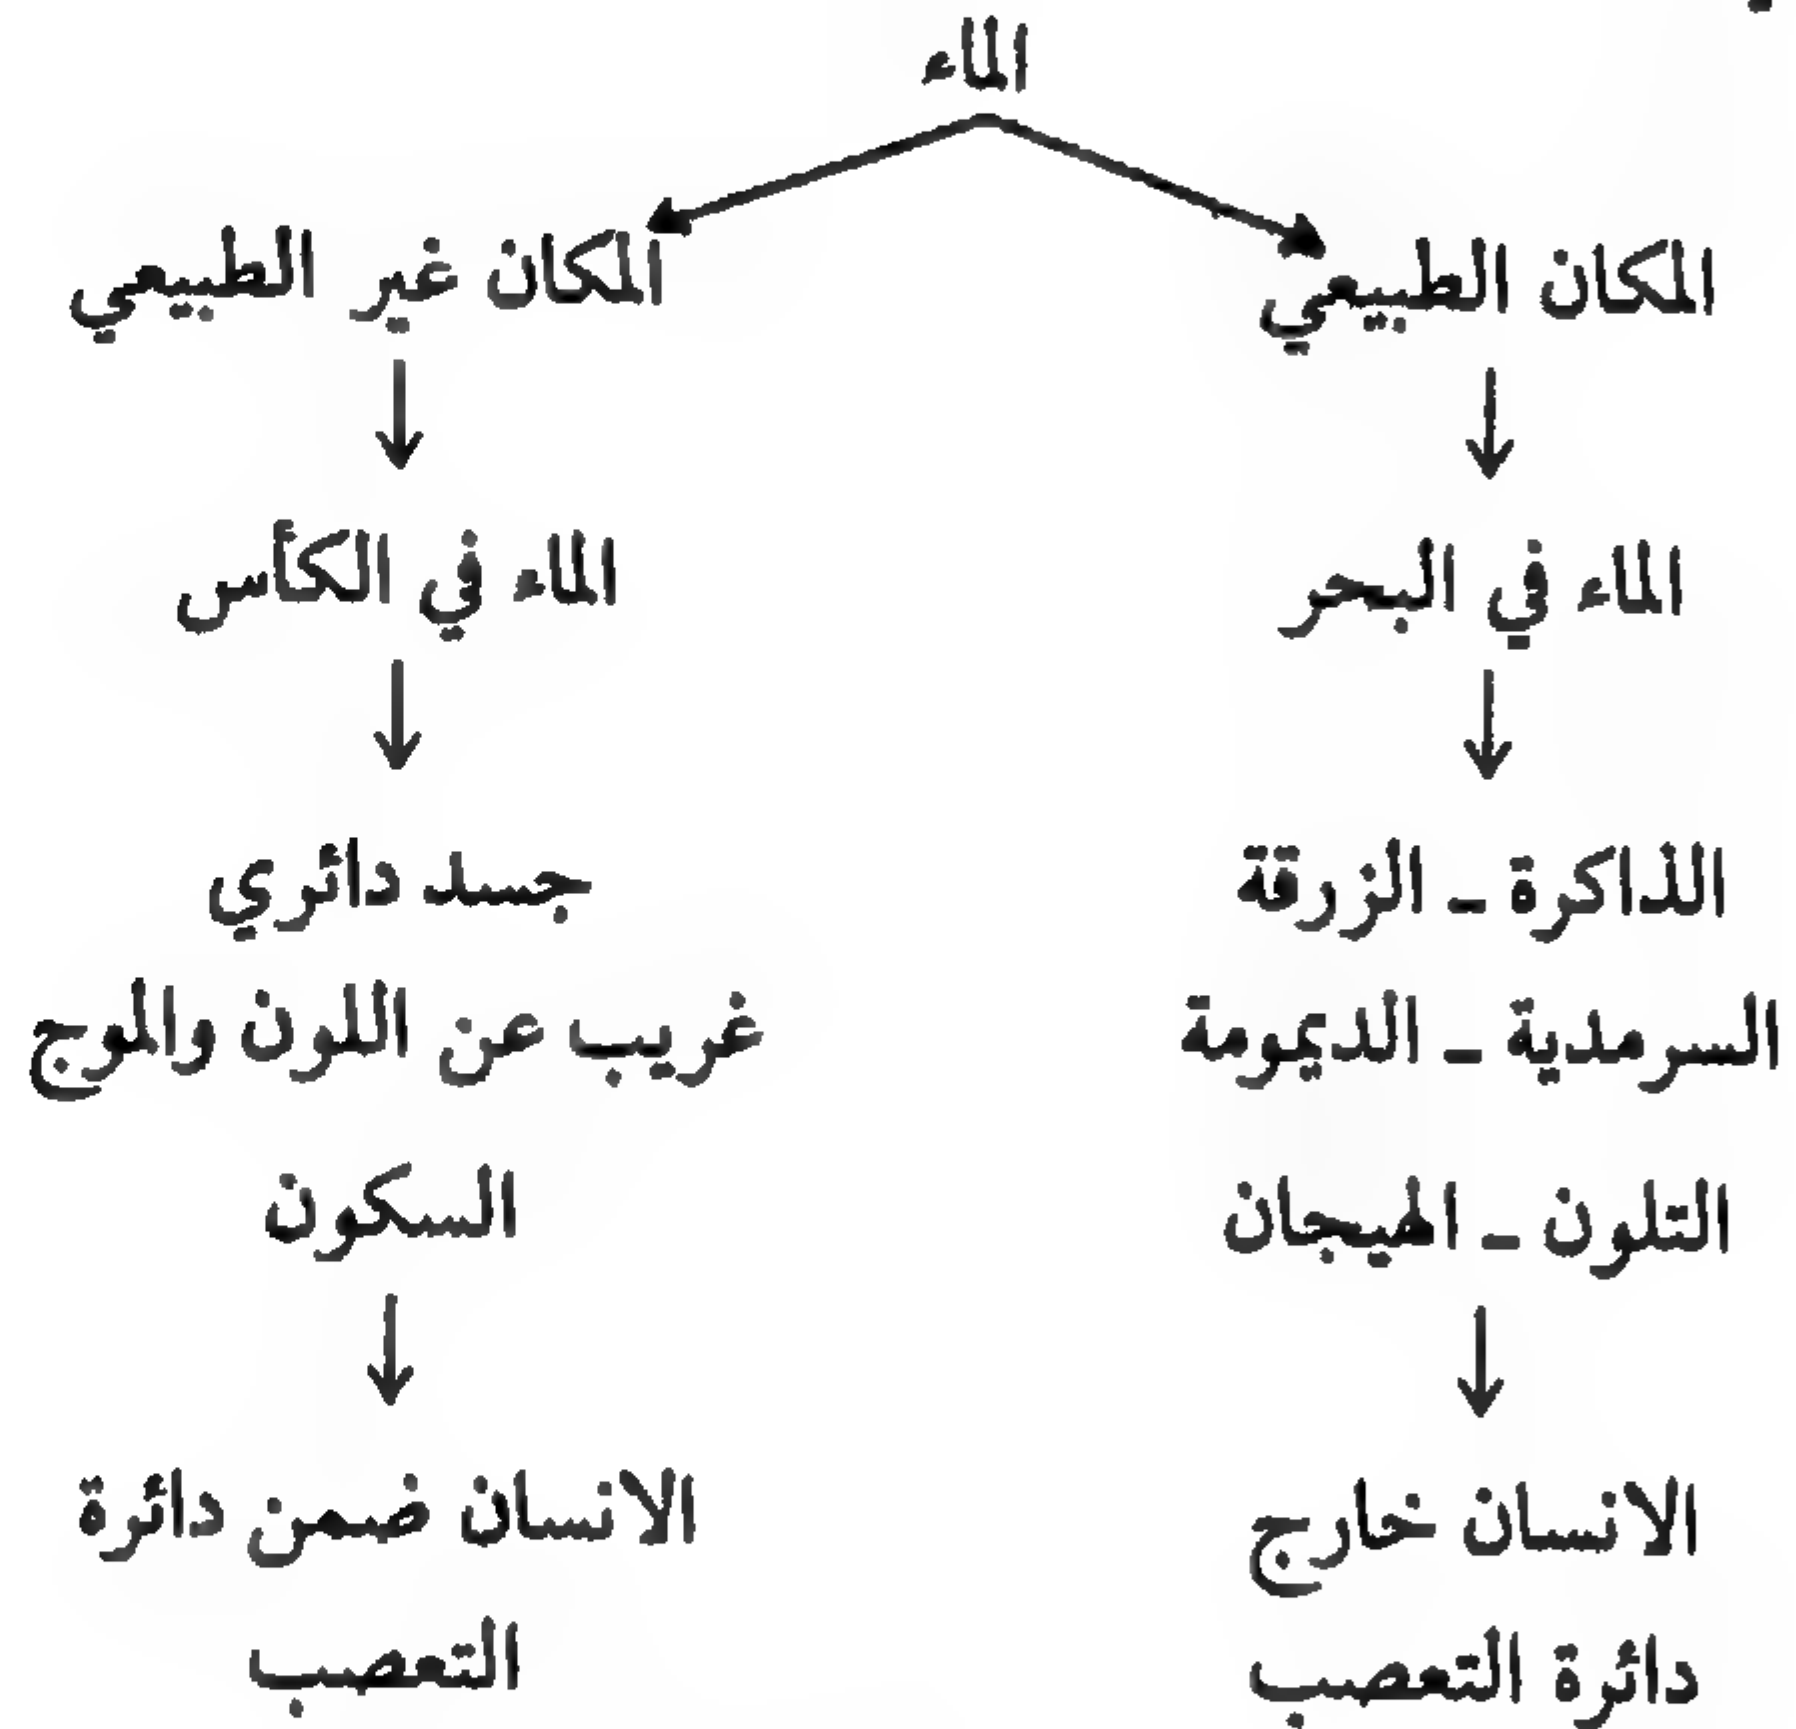 الماء
المكان الطبيعي
الماء في البحر
الذاكرة ـ الزرقة
السرمدية ـ الديمومة
التلون ـ الهيجان
الانسان خارج
دائرة التعصب
المكان غير الطبيعي
الماء في الكأس
جسد دائري
غريب عن اللون والموج
السكون
الانسان ضمن دائرة
التعصب